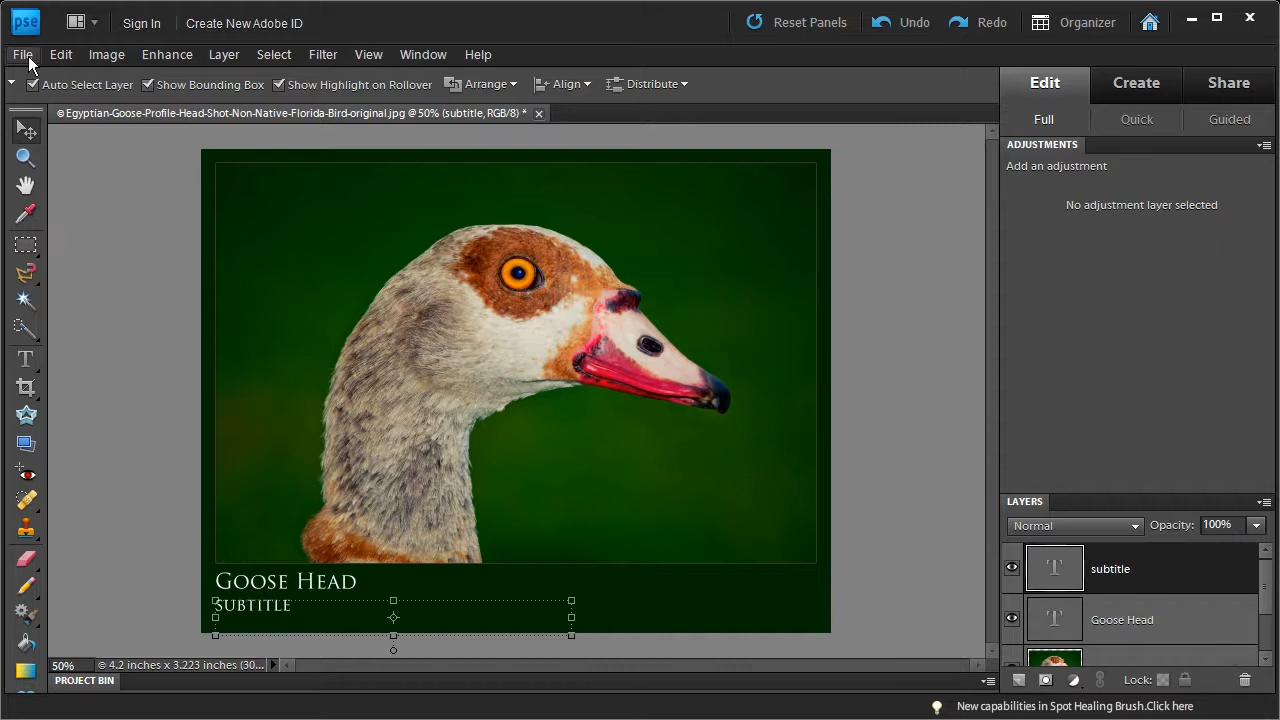 pse Sign In Create New Adobe ID Reset Panels Undo Redo Organizer
File Edit Image Enhance Layer Select Filter View Window Help
Auto Select Layer Show Bounding Box Show Highlight on Rollover Arrange Align Distribute
Edit Create Share
©Egyptian-Goose-Profile-Head-Shot-Non-Native-Florida-Bird-original.jpg @ 50% (subtitle, RGB/8) *
Full Quick Guided
ADJUSTMENTS
Add an adjustment
No adjustment layer selected
T
LAYERS
Normal Opacity: 100%
T subtitle
T Goose Head
Goose Head
subtitle
50% © 4.2 inches x 3.223 inches (30...
Lock:
PROJECT BIN
New capabilities in Spot Healing Brush.Click here